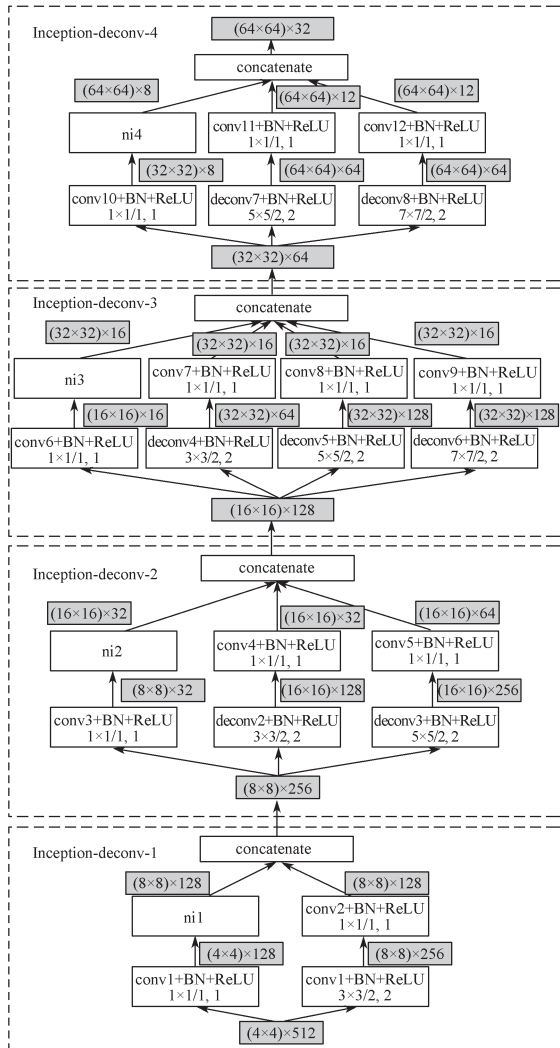 Inception-deconv-4
(64×64)×32
concatenate
(64×64)×8
(64×64)×12
(64×64)×12
ni4
conv11+BN+ReLU
1×1/1, 1
conv12+BN+ReLU
1×1/1, 1
(32×32)×8
(64×64)×64
(64×64)×64
conv10+BN+ReLU
1×1/1, 1
deconv7+BN+ReLU
5×5/2, 2
deconv8+BN+ReLU
7×7/2, 2
(32×32)×64
Inception-deconv-3
concatenate
(32×32)×16
(32×32)×16
(32×32)×16
(32×32)×16
ni3
conv7+BN+ReLU
1×1/1, 1
conv8+BN+ReLU
1×1/1, 1
conv9+BN+ReLU
1×1/1, 1
(16×16)×16
(32×32)×64
(32×32)×128
(32×32)×128
conv6+BN+ReLU
1×1/1, 1
deconv4+BN+ReLU
3×3/2, 2
deconv5+BN+ReLU
5×5/2, 2
deconv6+BN+ReLU
7×7/2, 2
(16×16)×128
Inception-deconv-2
concatenate
(16×16)×32
(16×16)×32
(16×16)×64
ni2
conv4+BN+ReLU
1×1/1, 1
conv5+BN+ReLU
1×1/1, 1
(8×8)×32
(16×16)×128
(16×16)×256
conv3+BN+ReLU
1×1/1, 1
deconv2+BN+ReLU
3×3/2, 2
deconv3+BN+ReLU
5×5/2, 2
(8×8)×256
Inception-deconv-1
concatenate
(8×8)×128
(8×8)×128
ni1
conv2+BN+ReLU
1×1/1, 1
(4×4)×128
(8×8)×256
conv1+BN+ReLU
1×1/1, 1
conv1+BN+ReLU
3×3/2, 2
(4×4)×512